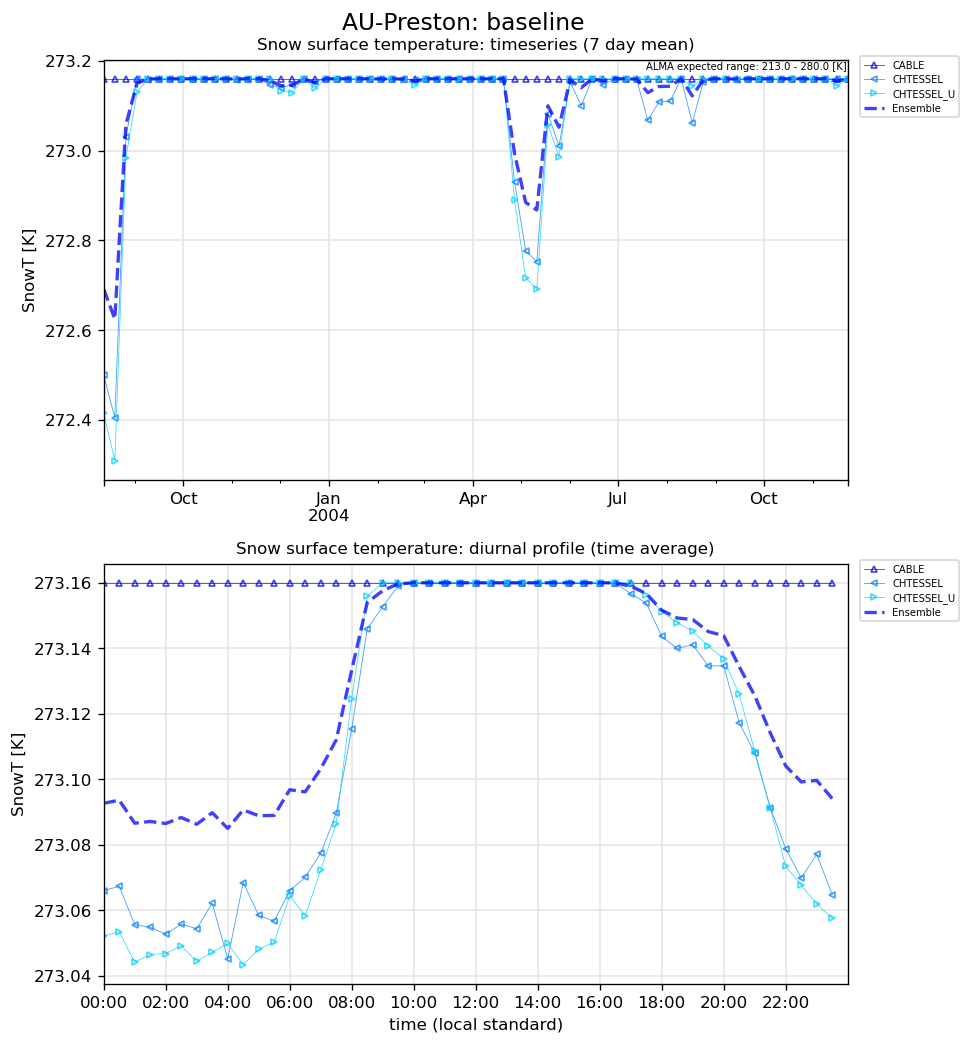 AU-Preston: baseline
Snow surface temperature: timeseries (7 day mean)
ALMA expected range: 213.0 - 280.0 [K]
CABLE
CHTESSEL
CHTESSEL_U
Ensemble
273.2
273.0
272.8
272.6
272.4
SnowT [K]
Oct
Jan
2004
Apr
Jul
Oct
Snow surface temperature: diurnal profile (time average)
CABLE
CHTESSEL
CHTESSEL_U
Ensemble
273.16
273.14
273.12
273.10
273.08
273.06
273.04
SnowT [K]
00:00
02:00
04:00
06:00
08:00
10:00
12:00
14:00
16:00
18:00
20:00
22:00
time (local standard)